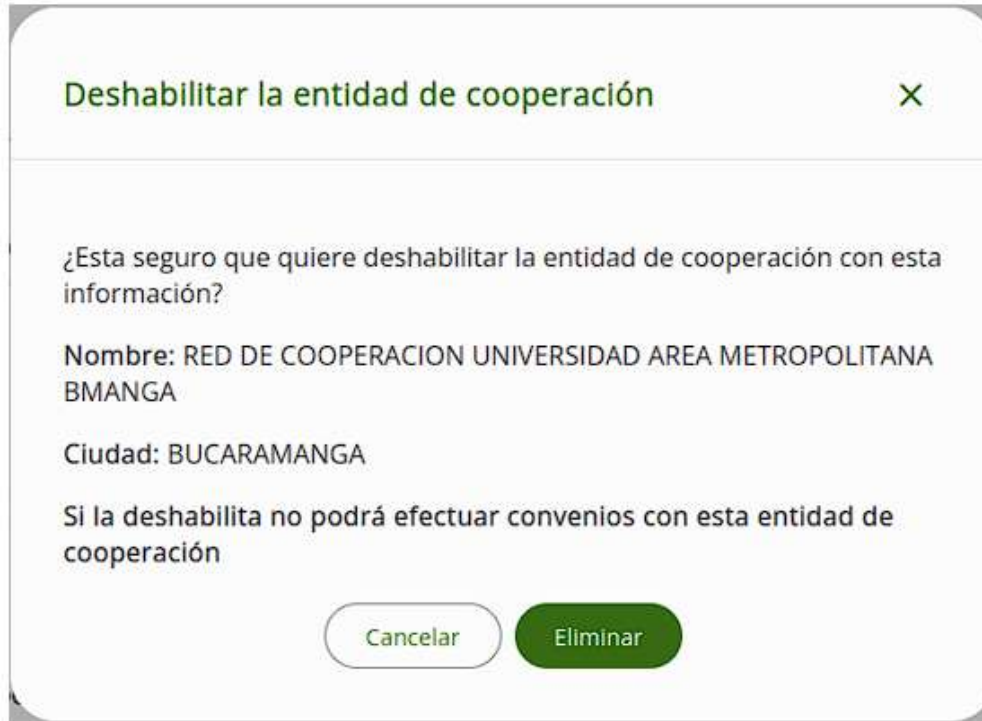 Deshabilitar la entidad de cooperación
¿Esta seguro que quiere deshabilitar la entidad de cooperación con esta
información?
Nombre: RED DE COOPERACION UNIVERSIDAD AREA METROPOLITANA
BMANGA
Ciudad: BUCARAMANGA
Si la deshabilita no podrá efectuar convenios con esta entidad de
cooperación
Cancelar Eliminar